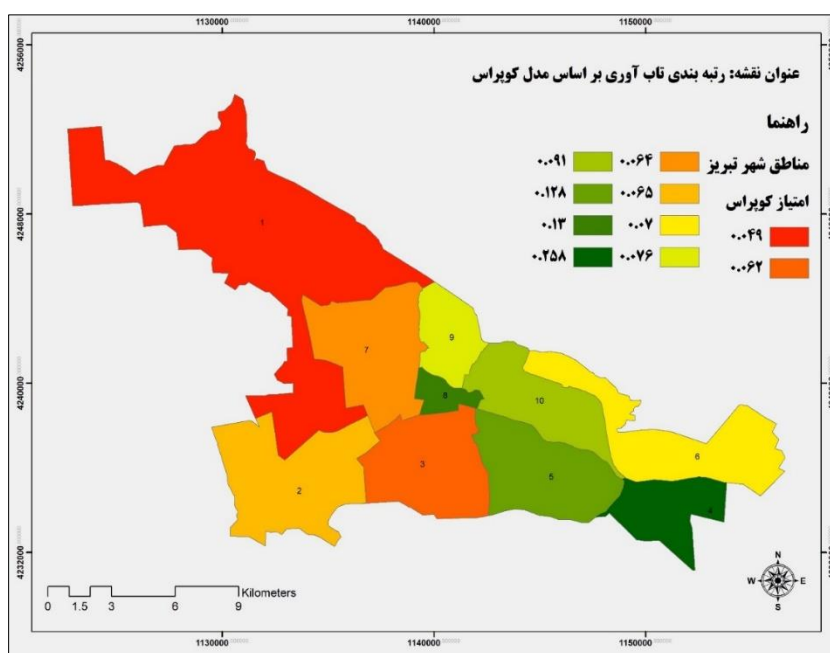 1130000 1140000 1150000
4256000
4248000
4240000
4232000
عنوان نقشه: رتبه بندی تاب آوری بر اساس مدل کوپراس
راهنما
مناطق شهر تبریز
امتیاز کوپراس
۰.۰۴۹
۰.۰۶۲
۰.۰۶۴
۰.۰۶۵
۰.۰۷
۰.۰۷۶
۰.۰۹۱
۰.۱۲۸
۰.۱۳
۰.۲۵۸
1
7
9
8
10
6
2
3
5
4
N
W E
S
Kilometers
0 1.5 3 6 9
1130000 1140000 1150000